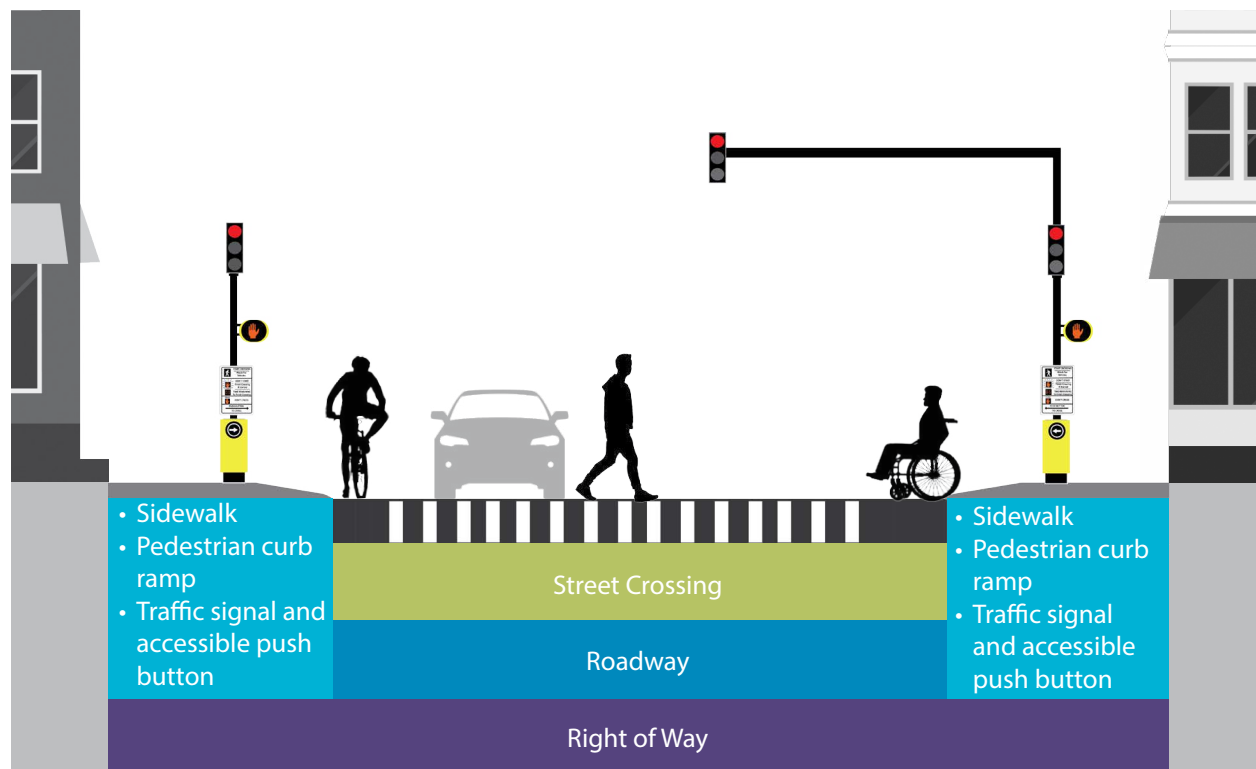 • Sidewalk
• Pedestrian curb
ramp
• Traffic signal and
accessible push
button
Street Crossing
Roadway
• Sidewalk
• Pedestrian curb
ramp
• Traffic signal
and accessible
push button
Right of Way